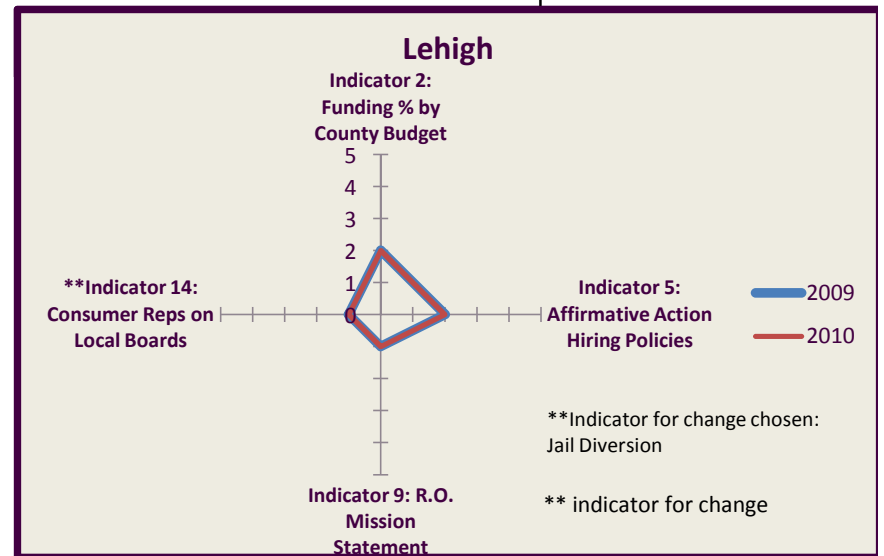 Lehigh
Indicator 2:
Funding % by
County Budget
5
4
3
2
1
0
**Indicator 14:
Consumer Reps on
Local Boards
Indicator 5:
Affirmative Action
Hiring Policies
2009
2010
**Indicator for change chosen:
Jail Diversion
** indicator for change
Indicator 9: R.O.
Mission
Statement